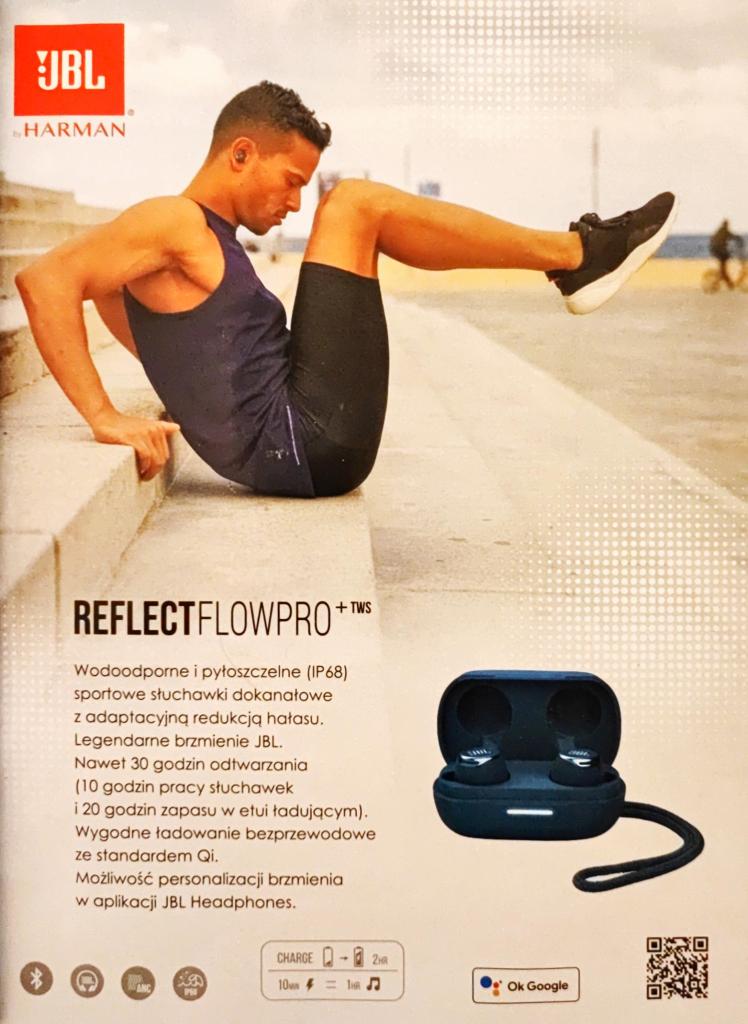 JBL
by HARMAN®
REFLECTFLOWPRO+TWS
Wodoodporne i pyłoszczelne (IP68)
sportowe słuchawki dokanałowe
z adaptacyjną redukcją hałasu.
Legendarne brzmienie JBL.
Nawet 30 godzin odtwarzania
(10 godzin pracy słuchawek
i 20 godzin zapasu w etui ładującym).
Wygodne ładowanie bezprzewodowe
ze standardem Qi.
Możliwość personalizacji brzmienia
w aplikacji JBL Headphones.
ANC
IP68
CHARGE → 2HR
10MIN = 1HR
Ok Google